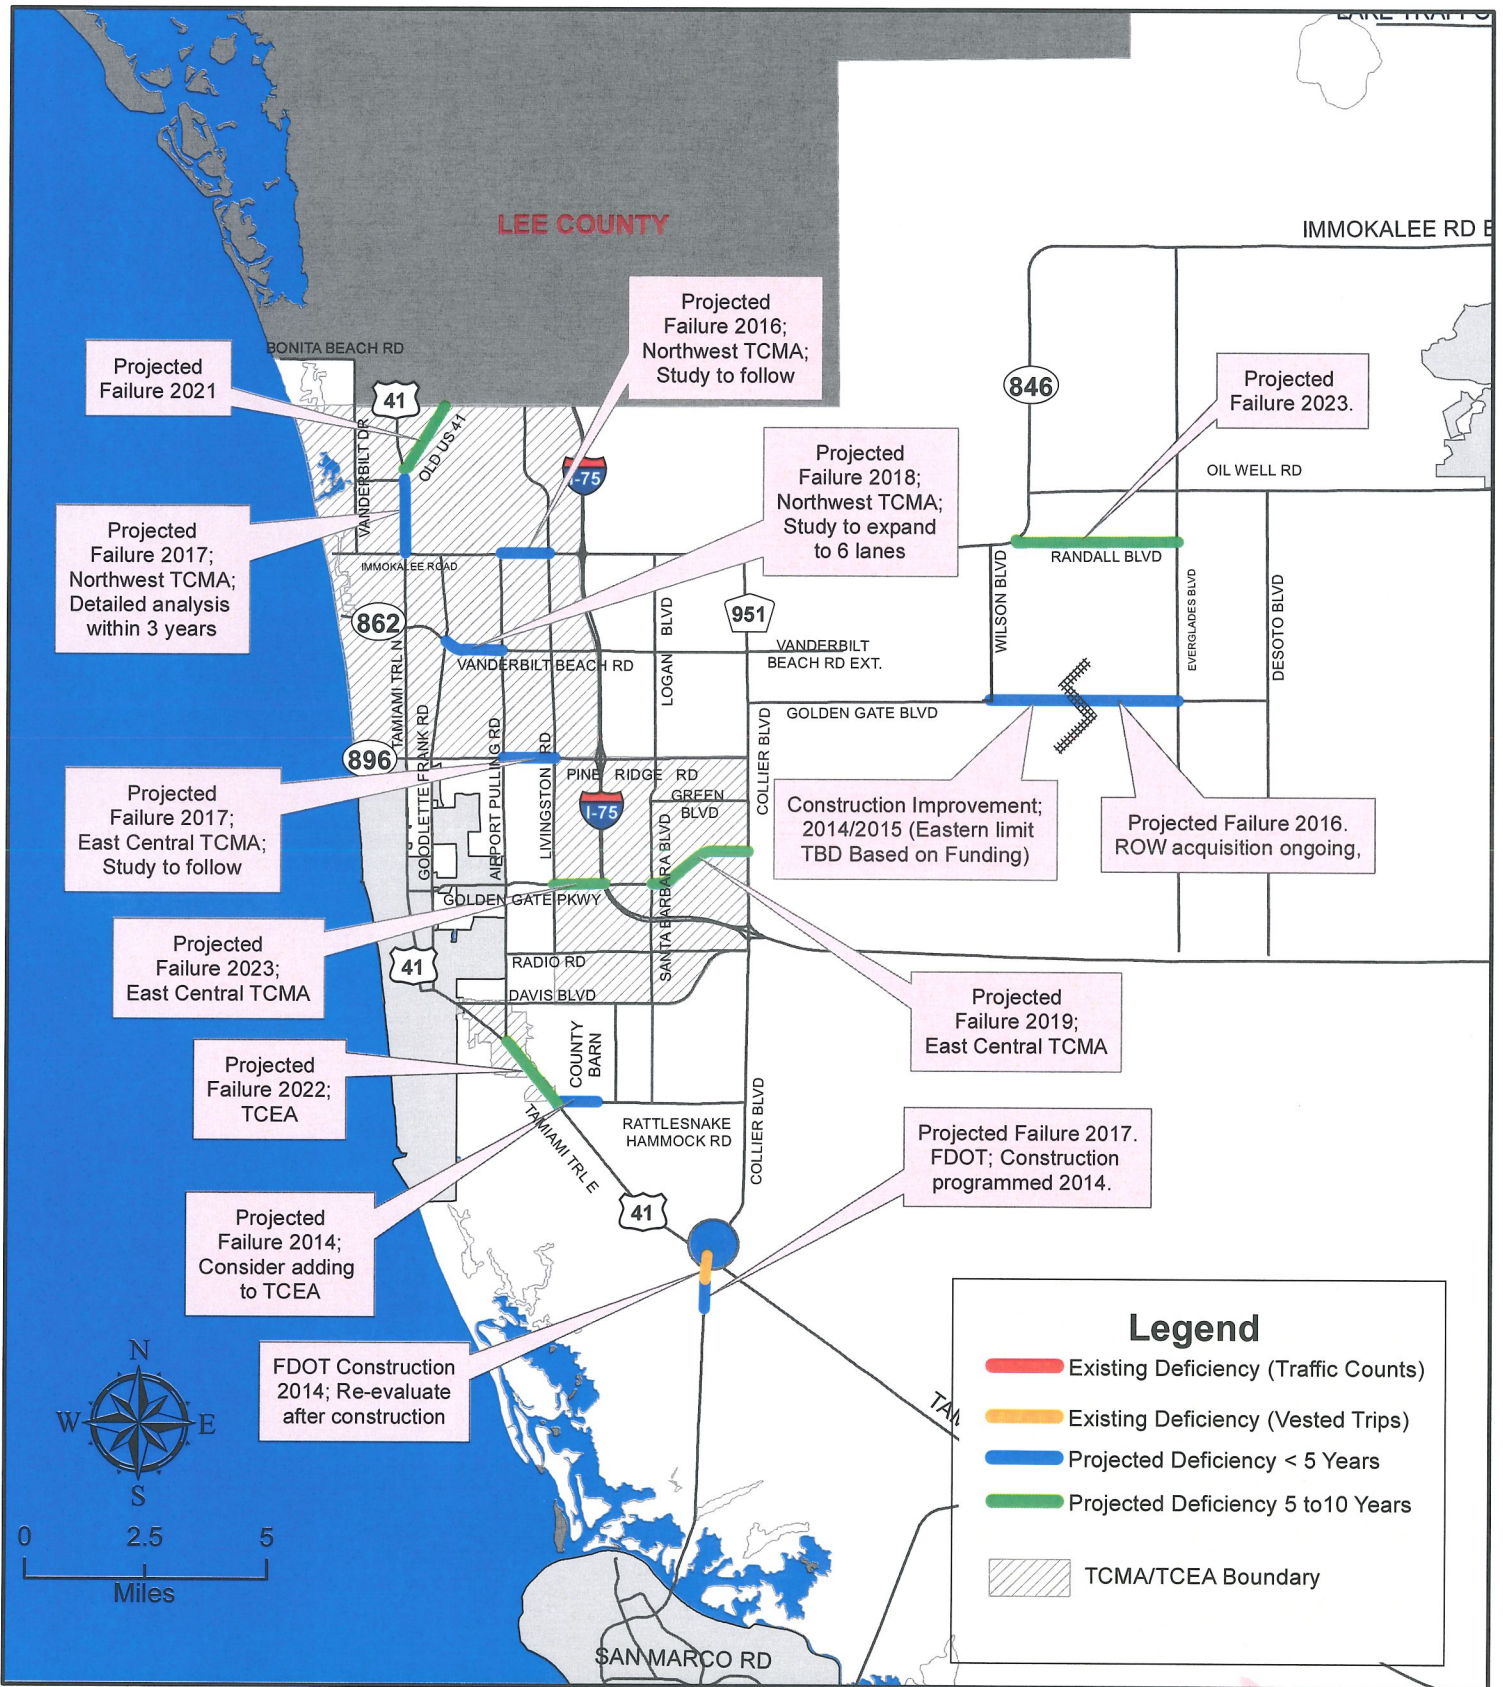 LEE COUNTY
IMMOKALEE RD E
BONITA BEACH RD
Projected
Failure 2016;
Northwest TCMA;
Study to follow
Projected
Failure 2021
41
OLD US 41
VANDERBILT DR
I-75
846
Projected
Failure 2023.
OIL WELL RD
Projected
Failure 2018;
Northwest TCMA;
Study to expand
to 6 lanes
Projected
Failure 2017;
Northwest TCMA;
Detailed analysis
within 3 years
IMMOKALEE ROAD
RANDALL BLVD
WILSON BLVD
EVERGLADES BLVD
DESOTO BLVD
862
951
LOGAN BLVD
VANDERBILT BEACH RD
VANDERBILT
BEACH RD EXT.
TAMIAMI TRL N
GOODLETTE FRANK RD
AIRPORT PULLING RD
LIVINGSTON RD
COLLIER BLVD
GOLDEN GATE BLVD
896
PINE RIDGE RD
GREEN
BLVD
I-75
SANTA BARBARA BLVD
Projected
Failure 2017;
East Central TCMA;
Study to follow
Construction Improvement;
2014/2015 (Eastern limit
TBD Based on Funding)
Projected Failure 2016.
ROW acquisition ongoing,
GOLDEN GATE PKWY
Projected
Failure 2023;
East Central TCMA
41
RADIO RD
DAVIS BLVD
Projected
Failure 2019;
East Central TCMA
COUNTY
BARN
Projected
Failure 2022;
TCEA
RATTLESNAKE
HAMMOCK RD
COLLIER BLVD
TAMIAMI TRL E
Projected Failure 2017.
FDOT; Construction
programmed 2014.
Projected
Failure 2014;
Consider adding
to TCEA
41
FDOT Construction
2014; Re-evaluate
after construction
TAM
Legend
Existing Deficiency (Traffic Counts)
Existing Deficiency (Vested Trips)
Projected Deficiency < 5 Years
Projected Deficiency 5 to10 Years
TCMA/TCEA Boundary
N
W E
S
0 2.5 5
Miles
SAN MARCO RD